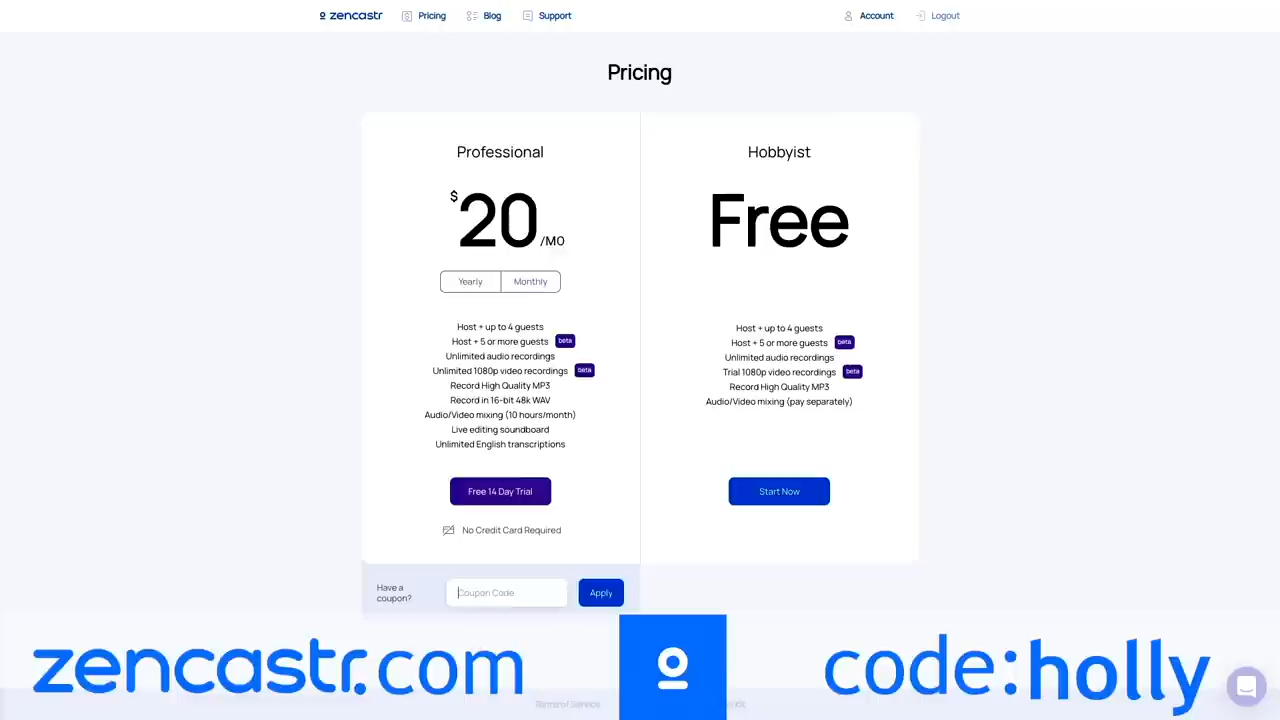 zencastr Pricing Blog Support Account Logout
Pricing
Professional
$20/MO
Yearly Monthly
Host + up to 4 guests
Host + 5 or more guests beta
Unlimited audio recordings
Unlimited 1080p video recordings beta
Record High Quality MP3
Record in 16-bit 48k WAV
Audio/Video mixing (10 hours/month)
Live editing soundboard
Unlimited English transcriptions
Free 14 Day Trial
No Credit Card Required
Hobbyist
Free
Host + up to 4 guests
Host + 5 or more guests beta
Unlimited audio recordings
Trial 1080p video recordings beta
Record High Quality MP3
Audio/Video mixing (pay separately)
Start Now
Have a
coupon?
Coupon Code
Apply
zencastr.com
code:holly
Terms of Service